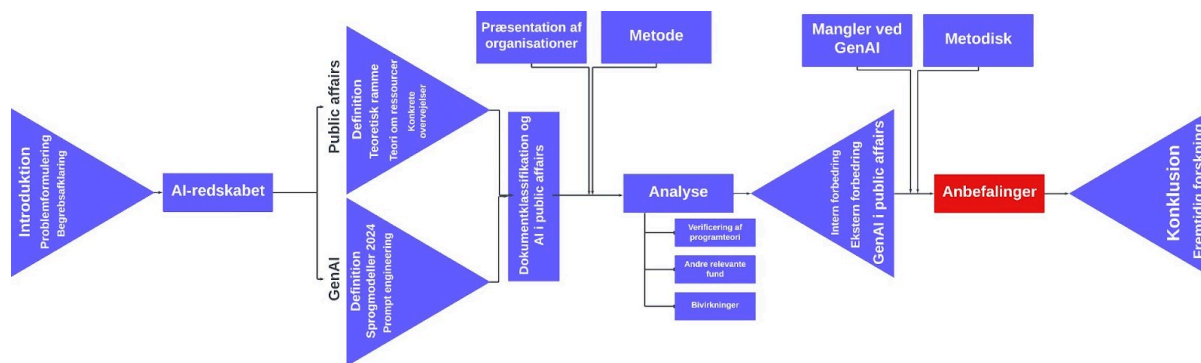 Introduktion
Problemformulering
Begrebsafklaring
AI-redskabet
Public affairs
Definition
Teoretisk ramme
Teori om ressourcer
Konkrete
overvejelser
GenAI
Definition
Sprogmodeller 2024
Prompt engineering
Dokumentklassifikation og
AI i public affairs
Præsentation af
organisationer
Metode
Analyse
Verificering af
programteori
Andre relevante
fund
Bivirkninger
Intern forbedring
Ekstern forbedring
GenAI i public affairs
Mangler ved
GenAI
Metodisk
Anbefalinger
Konklusion
Fremtidig forskning